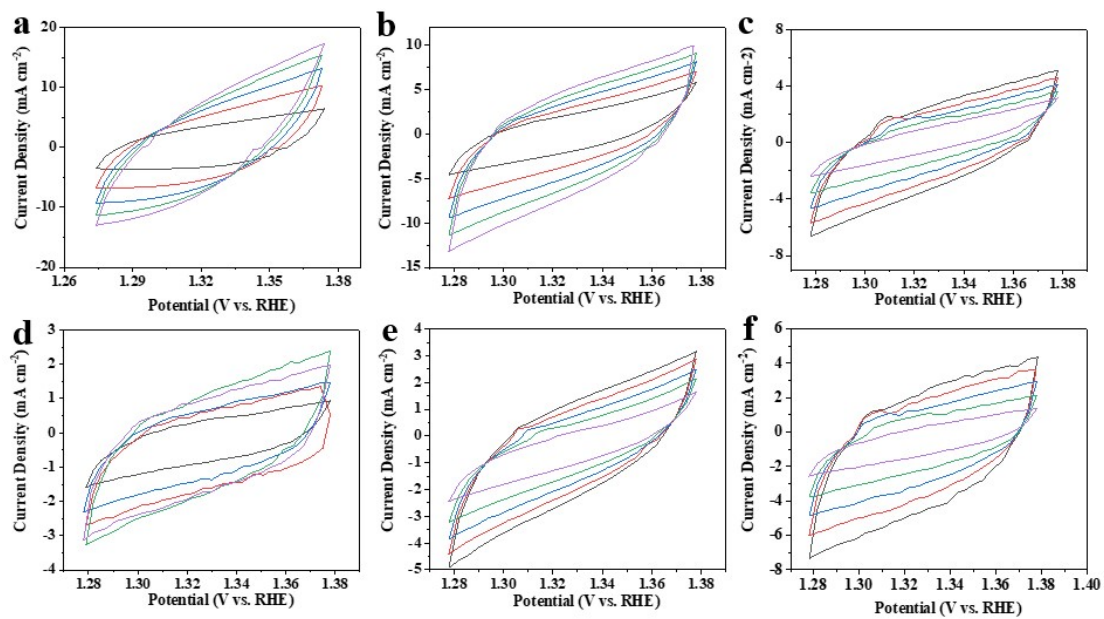 a
Current Density (mA cm-2)
20
10
0
-10
-20
1.26 1.29 1.32 1.35 1.38
Potential (V vs. RHE)
b
Current Density (mA cm-2)
10
5
0
-5
-10
-15
1.28 1.30 1.32 1.34 1.36 1.38
Potential (V vs. RHE)
c
Current Density (mA cm-2)
8
4
0
-4
-8
1.28 1.30 1.32 1.34 1.36 1.38
Potential (V vs. RHE)
d
Current Density (mA cm-2)
3
2
1
0
-1
-2
-3
-4
1.28 1.30 1.32 1.34 1.36 1.38
Potential (V vs. RHE)
e
Current Density (mA cm-2)
4
3
2
1
0
-1
-2
-3
-4
-5
1.28 1.30 1.32 1.34 1.36 1.38
Potential (V vs. RHE)
f
Current Density (mA cm-2)
6
4
2
0
-2
-4
-6
-8
1.28 1.30 1.32 1.34 1.36 1.38 1.40
Potential (V vs. RHE)